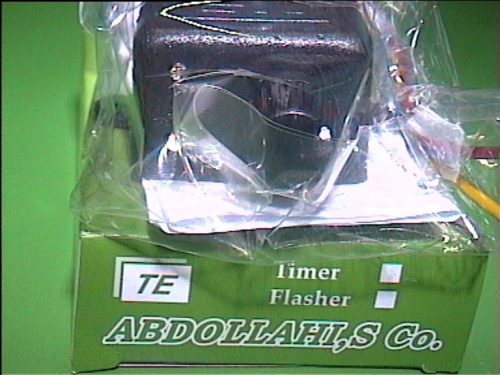 TE
Timer
Flasher
ABDOLLAHI,S Co.